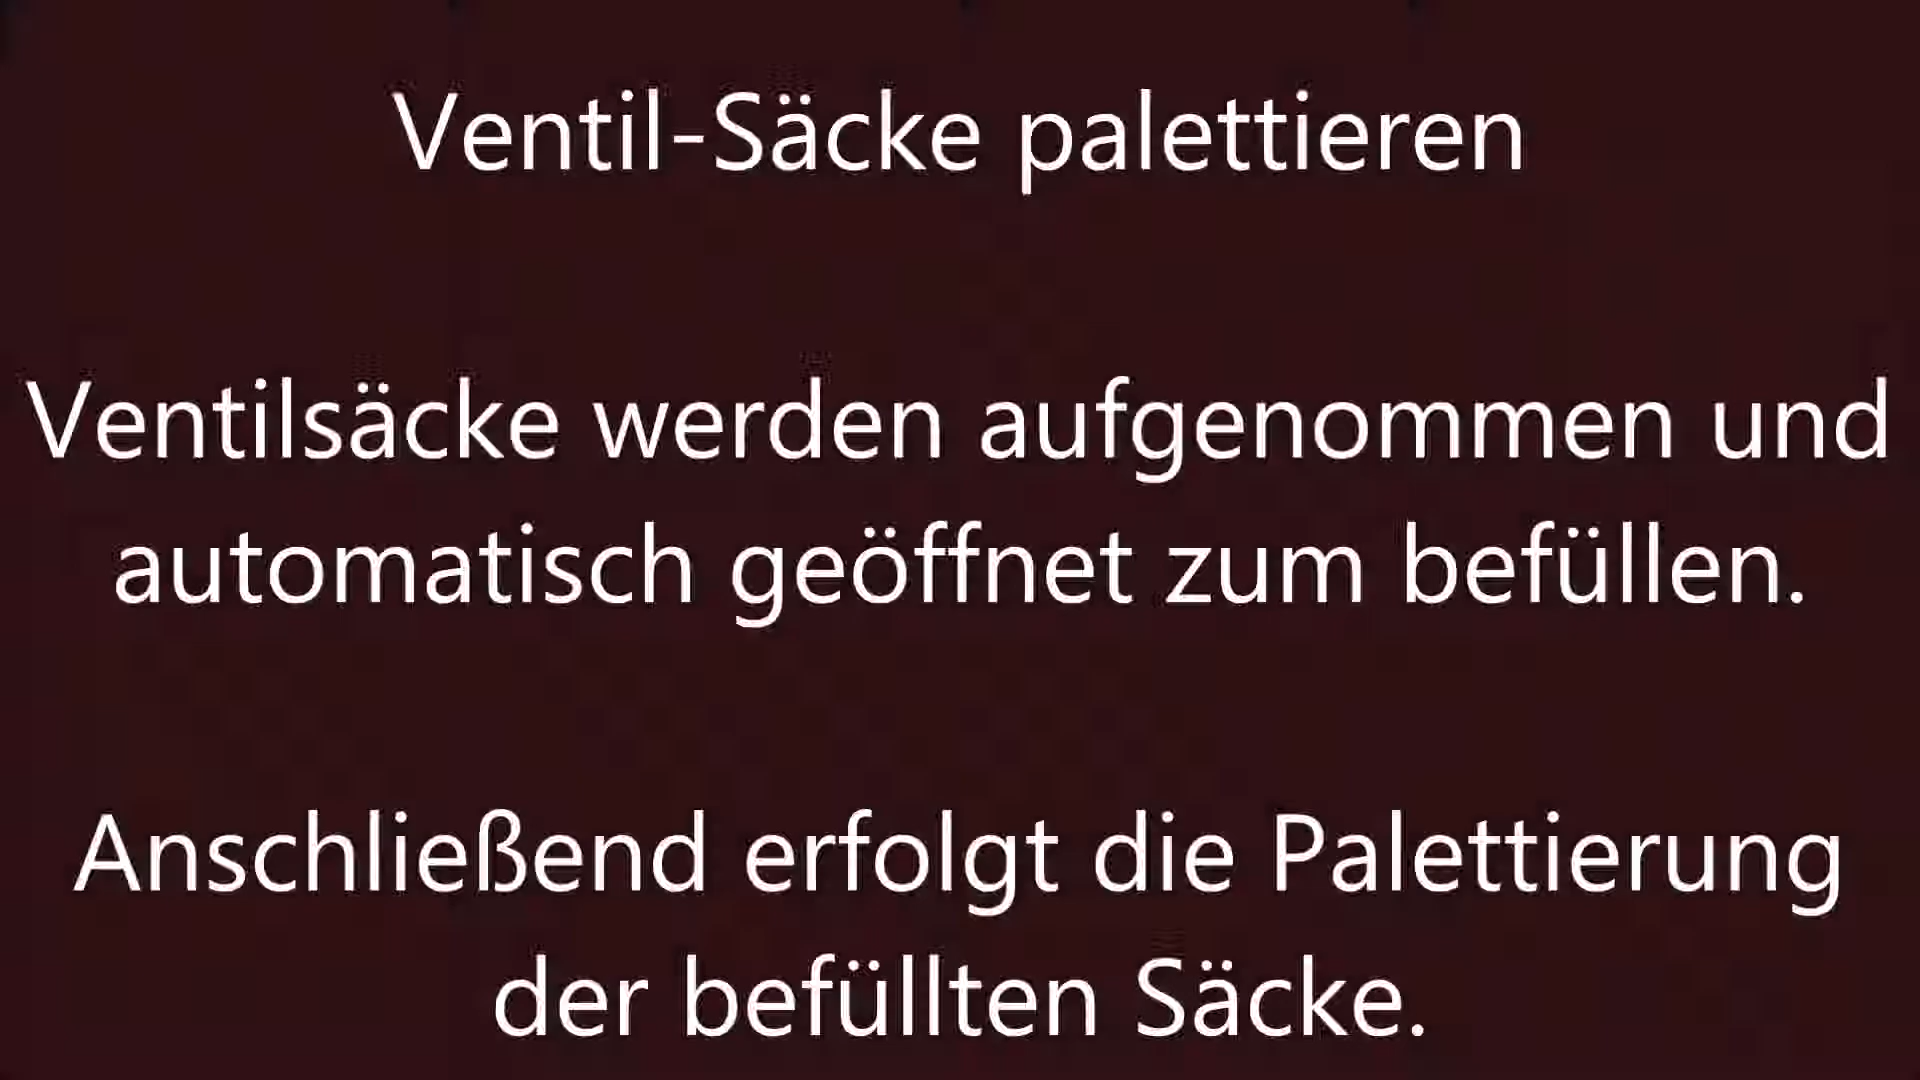 Ventil-Säcke palettieren
Ventilsäcke werden aufgenommen und
automatisch geöffnet zum befüllen.
Anschließend erfolgt die Palettierung
der befüllten Säcke.